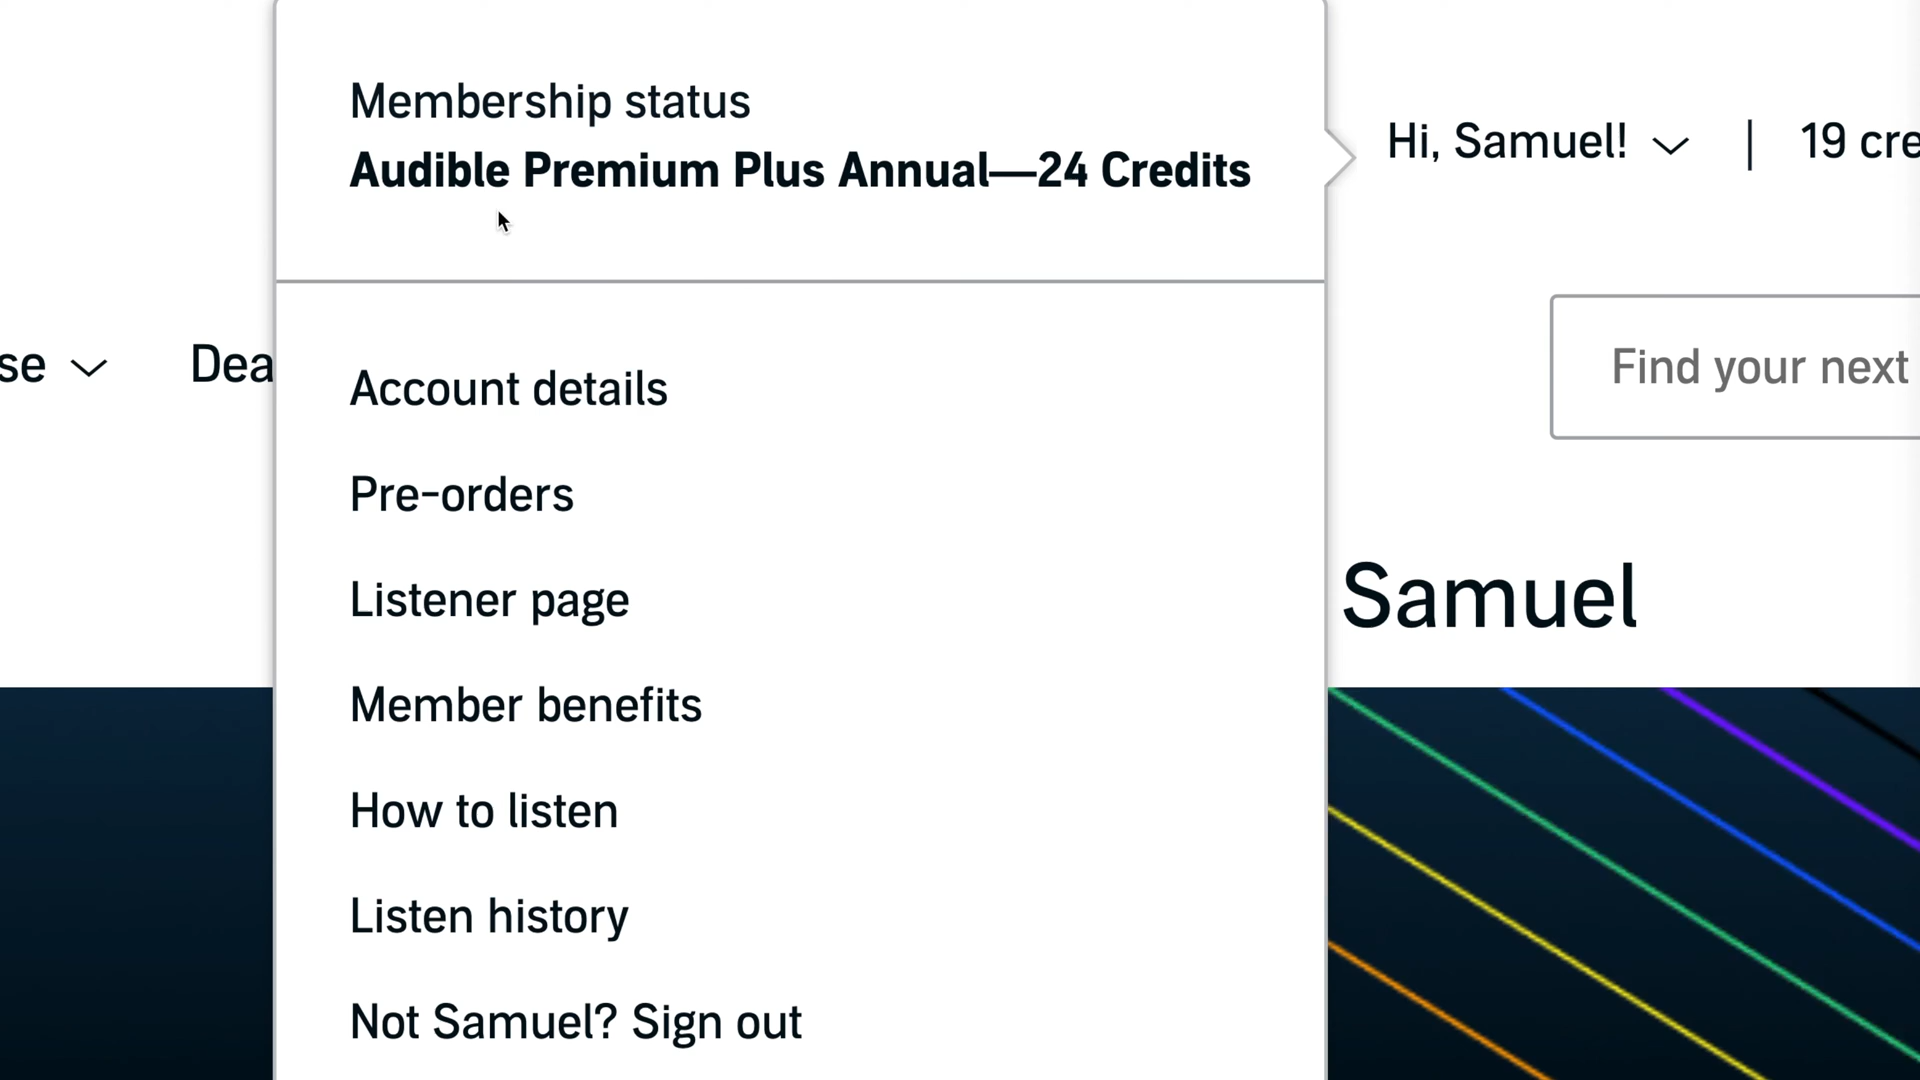 Membership status
Audible Premium Plus Annual—24 Credits
Hi, Samuel! | 19 cre
se
Dea
Find your next
Account details
Pre-orders
Listener page
Samuel
Member benefits
How to listen
Listen history
Not Samuel? Sign out